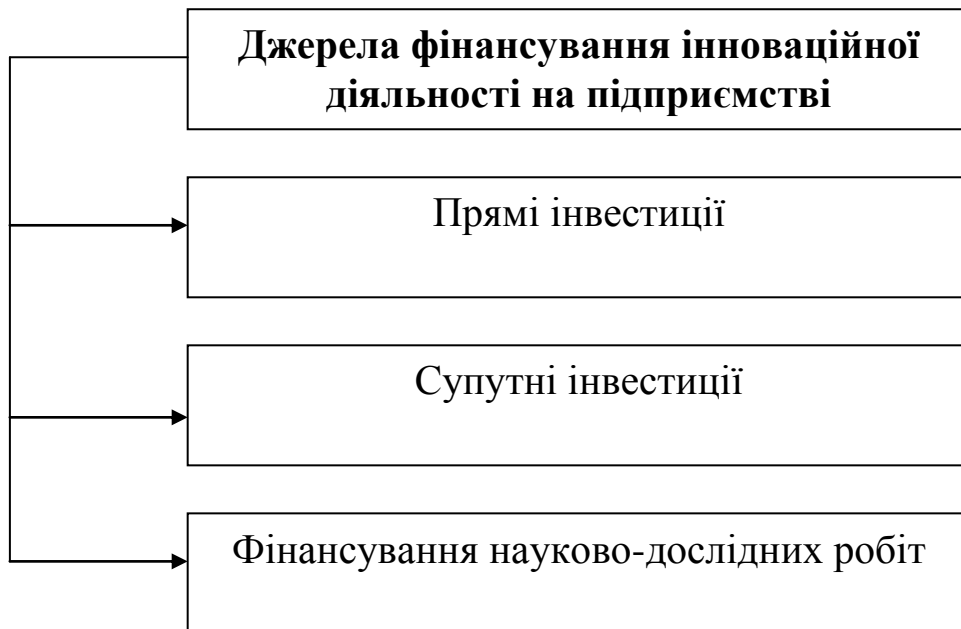 Джерела фінансування інноваційної
діяльності на підприємстві
Прямі інвестиції
Супутні інвестиції
Фінансування науково-дослідних робіт